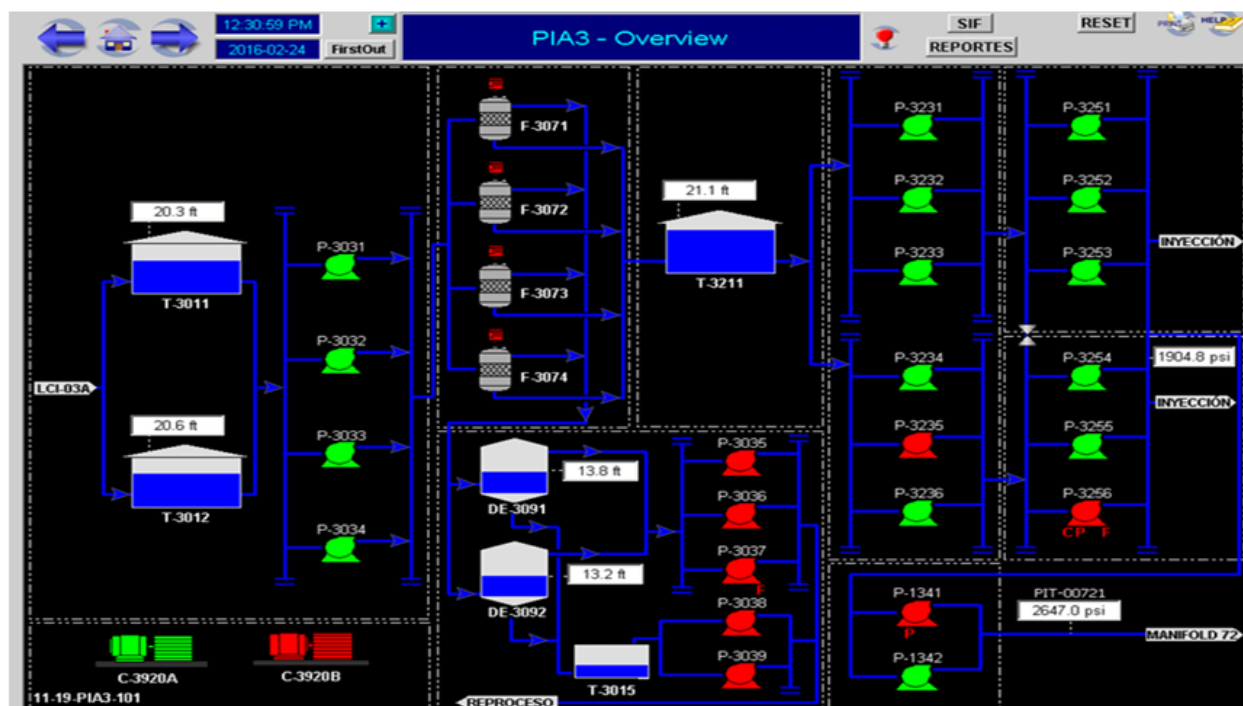 12:30:59 PM
+
2016-02-24
FirstOut
PIA3 - Overview
SIF
REPORTES
RESET
PRINT
HELP
20.3 ft
T-3011
LCI-03A
20.6 ft
T-3012
P-3031
P-3032
P-3033
P-3034
C-3920A
C-3920B
11-19-PIA3-101
F-3071
F-3072
F-3073
F-3074
21.1 ft
T-3211
13.8 ft
DE-3091
13.2 ft
DE-3092
T-3015
REPROCESO
P-3035
P-3036
P-3037
F
P-3038
P-3039
P-3231
P-3232
P-3233
P-3234
P-3235
P-3236
P-3251
P-3252
P-3253
INYECCIÓN
P-3254
1904.8 psi
INYECCIÓN
P-3255
P-3256
CP F
P-1341
P
P-1342
PIT-00721
2647.0 psi
MANIFOLD 72